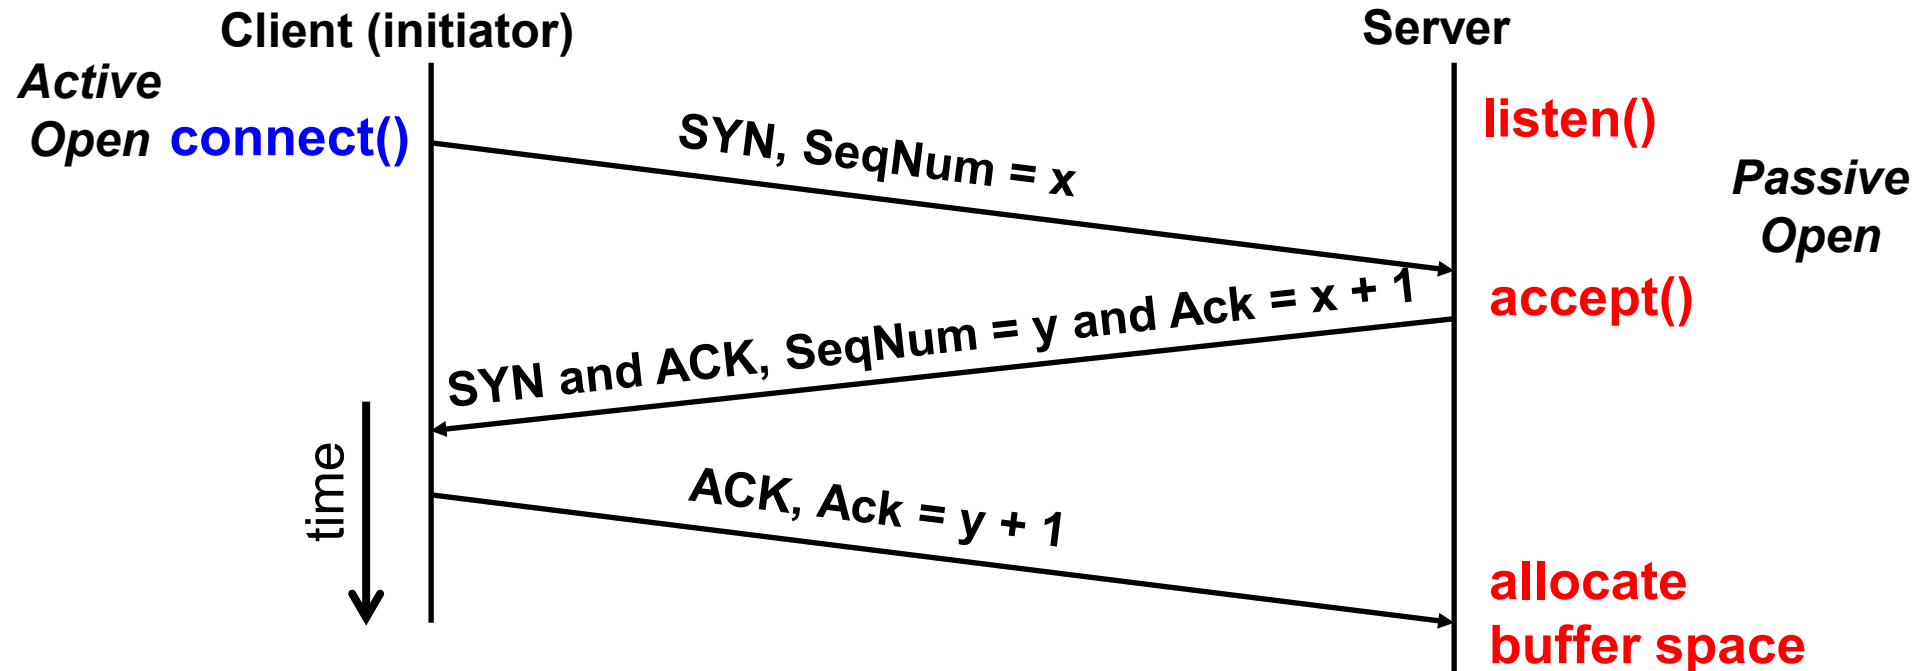 Client (initiator)
Server
Active
Open
connect()
listen()
SYN, SeqNum = x
Passive
Open
accept()
SYN and ACK, SeqNum = y and Ack = x + 1
time
ACK, Ack = y + 1
allocate
buffer space